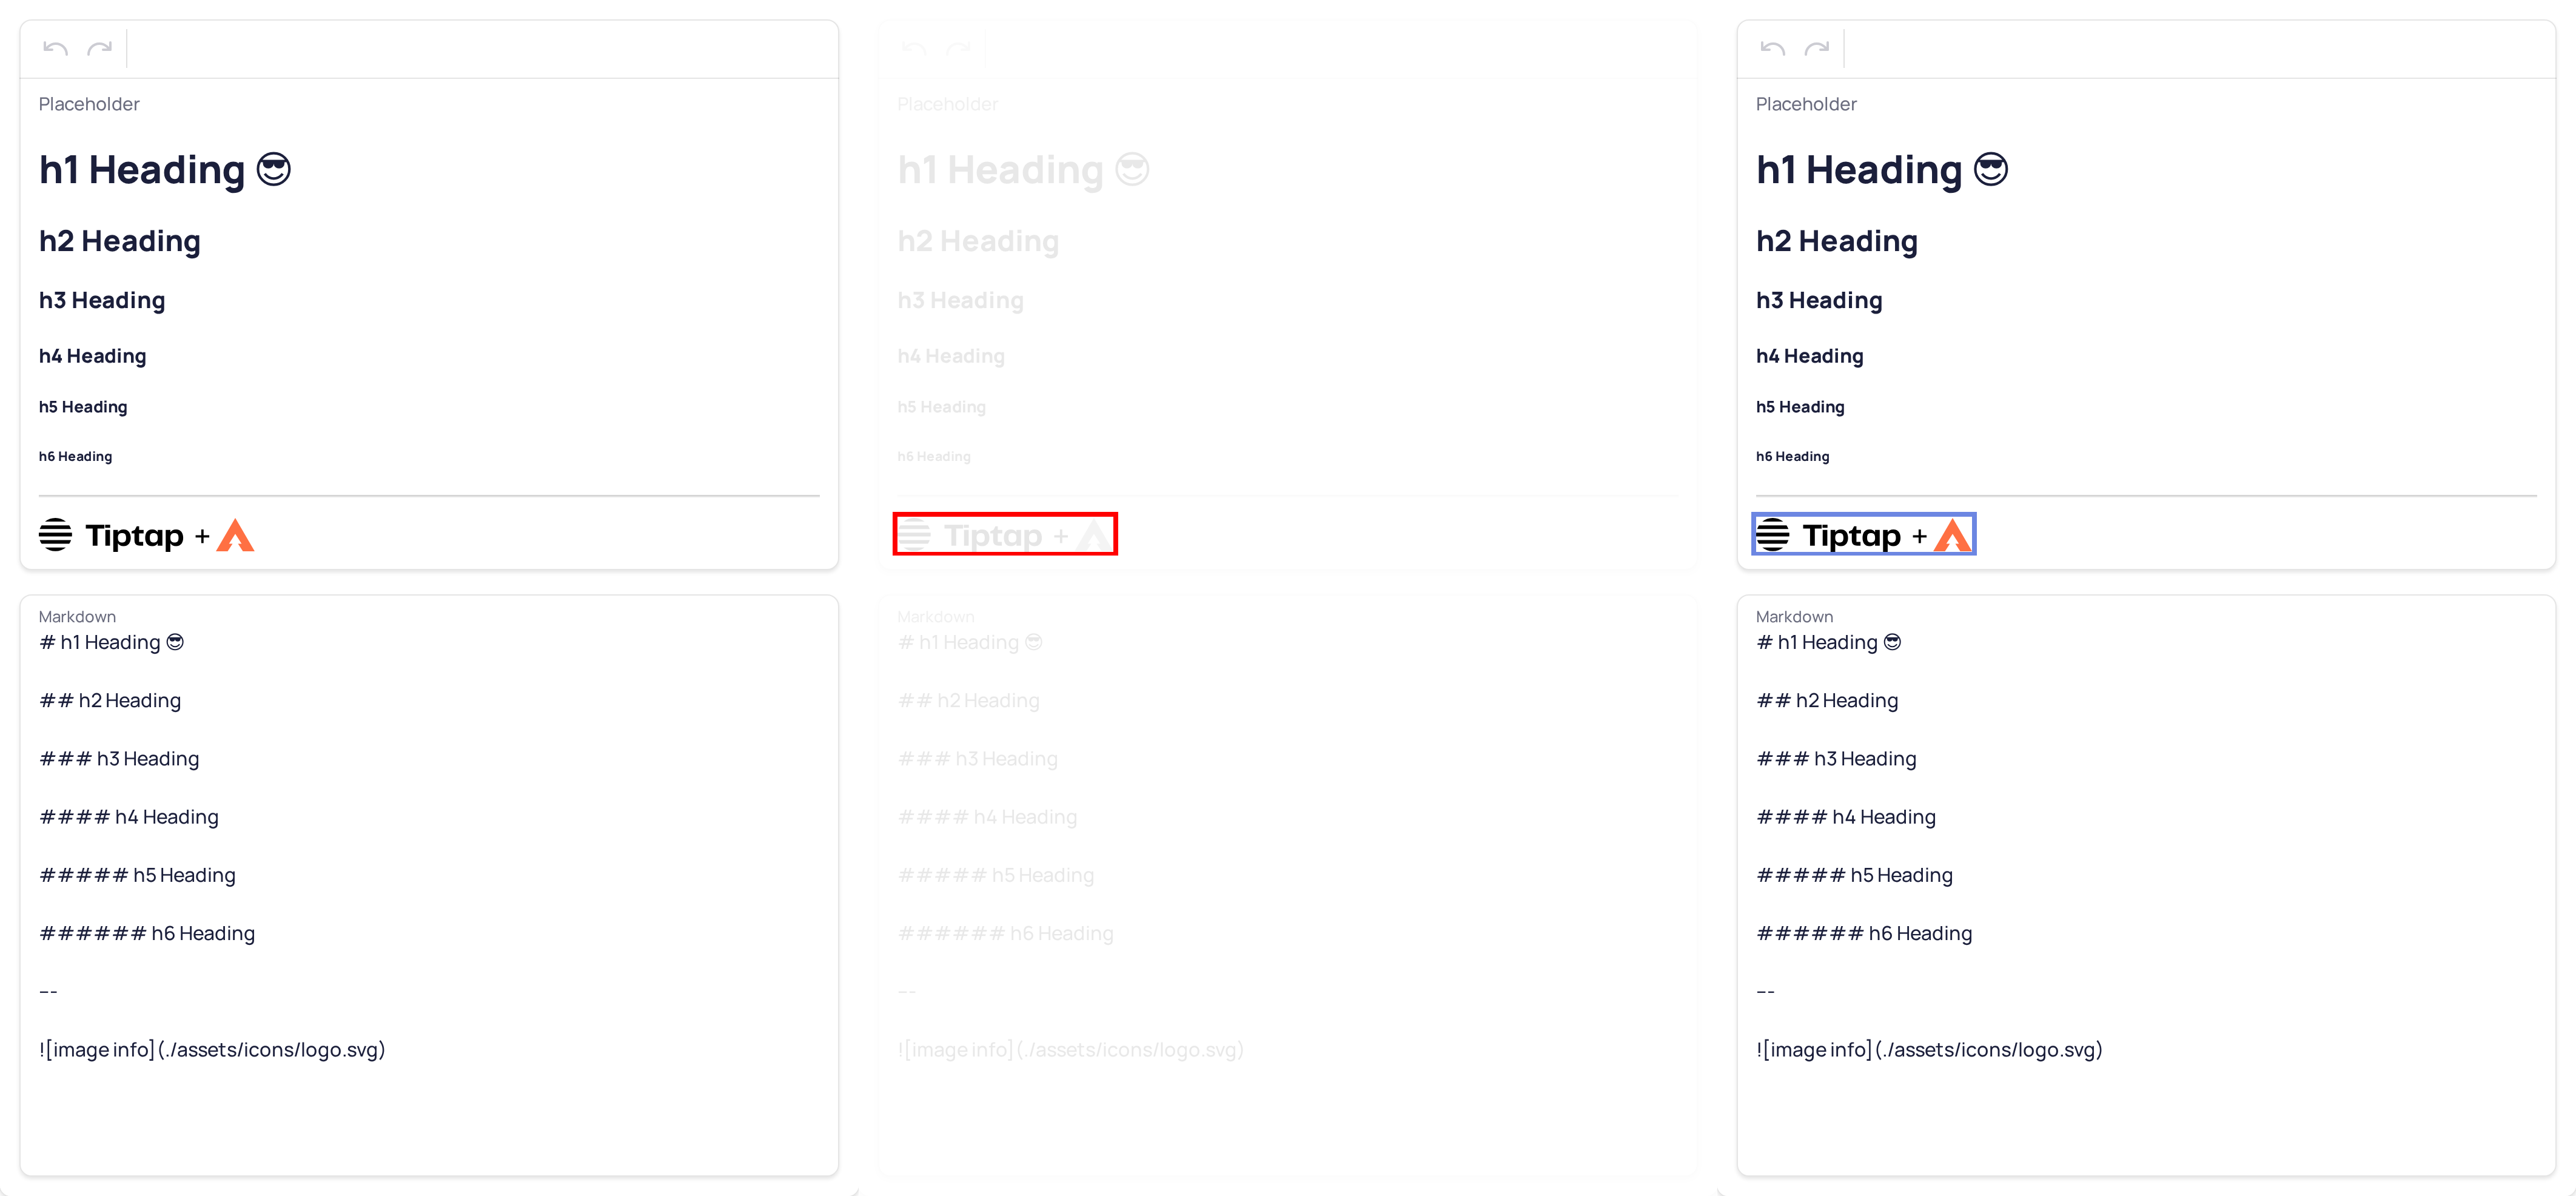 Placeholder
h1 Heading 😎
h2 Heading
h3 Heading
h4 Heading
h5 Heading
h6 Heading
Tiptap +
Markdown
# h1 Heading 😎
## h2 Heading
### h3 Heading
#### h4 Heading
##### h5 Heading
###### h6 Heading
--
![image info](./assets/icons/logo.svg)
Placeholder
h1 Heading 😎
h2 Heading
h3 Heading
h4 Heading
h5 Heading
h6 Heading
Tiptap +
Markdown
# h1 Heading 😎
## h2 Heading
### h3 Heading
#### h4 Heading
##### h5 Heading
###### h6 Heading
--
![image info](./assets/icons/logo.svg)
Placeholder
h1 Heading 😎
h2 Heading
h3 Heading
h4 Heading
h5 Heading
h6 Heading
Tiptap +
Markdown
# h1 Heading 😎
## h2 Heading
### h3 Heading
#### h4 Heading
##### h5 Heading
###### h6 Heading
--
![image info](./assets/icons/logo.svg)